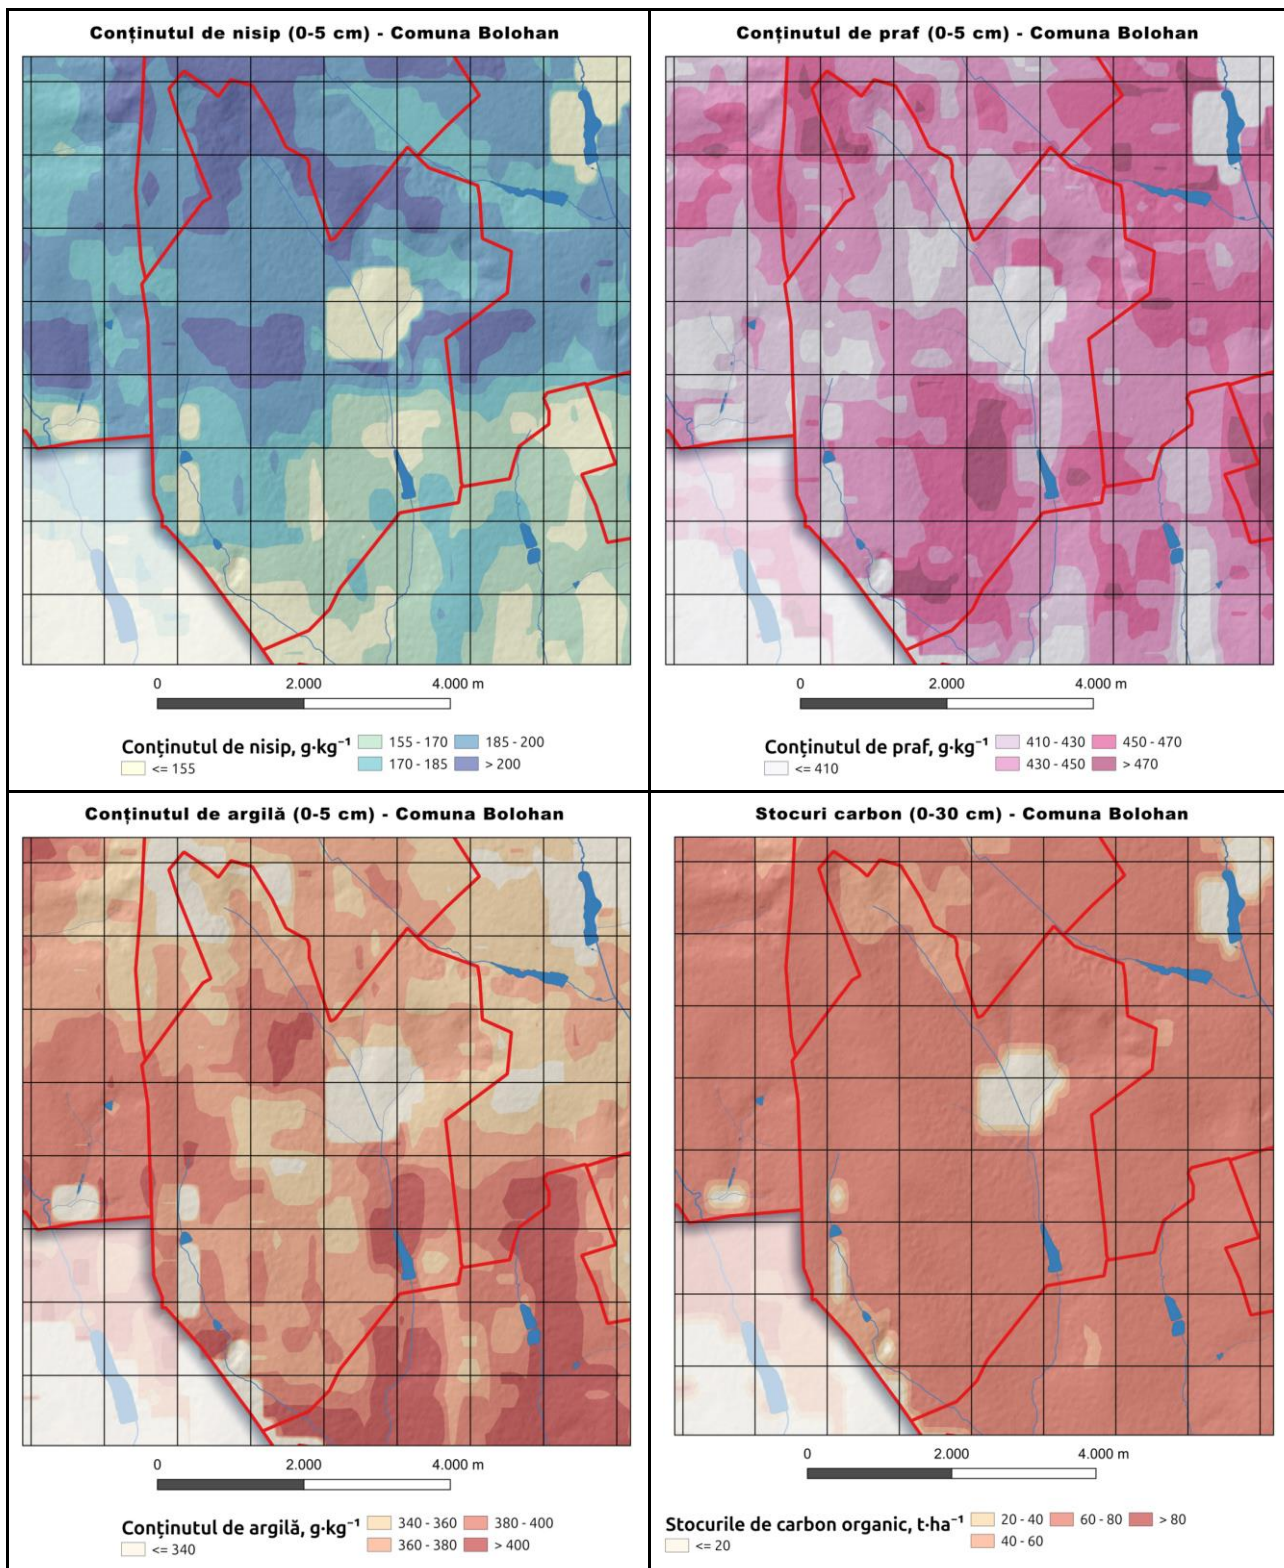 Conținutul de nisip (0-5 cm) - Comuna Bolohan
0 2.000 4.000 m
Conținutul de nisip, g·kg⁻¹
<= 155
155 - 170
170 - 185
185 - 200
> 200
Conținutul de praf (0-5 cm) - Comuna Bolohan
0 2.000 4.000 m
Conținutul de praf, g·kg⁻¹
<= 410
410 - 430
430 - 450
450 - 470
> 470
Conținutul de argilă (0-5 cm) - Comuna Bolohan
0 2.000 4.000 m
Conținutul de argilă, g·kg⁻¹
<= 340
340 - 360
360 - 380
380 - 400
> 400
Stocuri carbon (0-30 cm) - Comuna Bolohan
0 2.000 4.000 m
Stocurile de carbon organic, t·ha⁻¹
<= 20
20 - 40
40 - 60
60 - 80
> 80